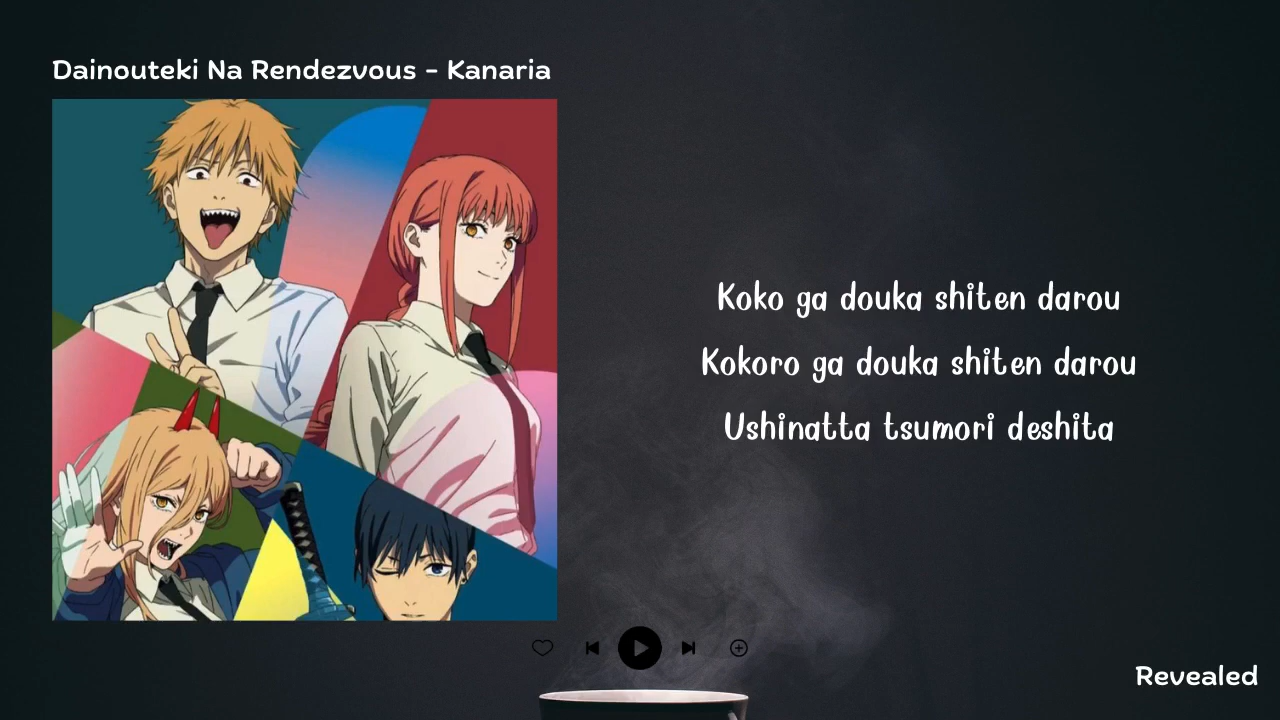 Dainouteki Na Rendezvous - Kanaria
Koko ga douka shiten darou
Kokoro ga douka shiten darou
Ushinatta tsumori deshita
Revealed